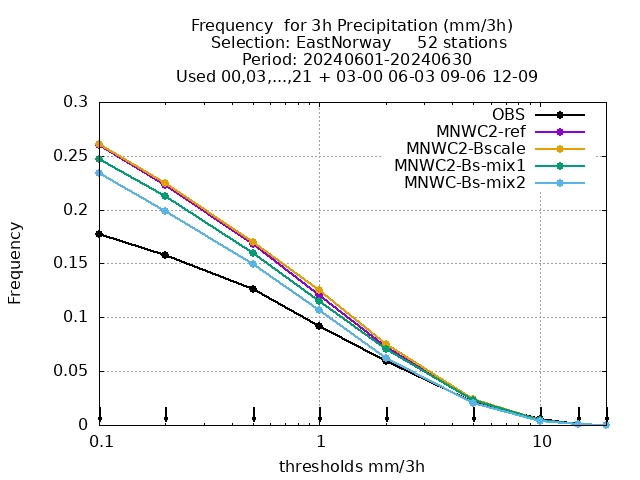 Frequency  for 3h Precipitation (mm/3h)
Selection: EastNorway     52 stations
Period: 20240601-20240630
Used 00,03,...,21 + 03-00 06-03 09-06 12-09
0.3
0.25
0.2
0.15
0.1
0.05
0
Frequency
OBS
MNWC2-ref
MNWC2-Bscale
MNWC2-Bs-mix1
MNWC-Bs-mix2
0.1 1 10
thresholds mm/3h